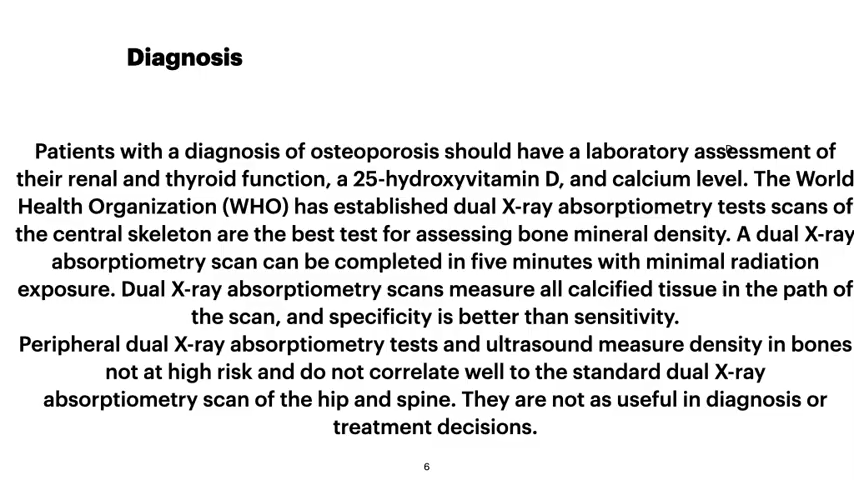 Diagnosis
Patients with a diagnosis of osteoporosis should have a laboratory assessment of
their renal and thyroid function, a 25-hydroxyvitamin D, and calcium level. The World
Health Organization (WHO) has established dual X-ray absorptiometry tests scans of
the central skeleton are the best test for assessing bone mineral density. A dual X-ray
absorptiometry scan can be completed in five minutes with minimal radiation
exposure. Dual X-ray absorptiometry scans measure all calcified tissue in the path of
the scan, and specificity is better than sensitivity.
Peripheral dual X-ray absorptiometry tests and ultrasound measure density in bones
not at high risk and do not correlate well to the standard dual X-ray
absorptiometry scan of the hip and spine. They are not as useful in diagnosis or
treatment decisions.
6